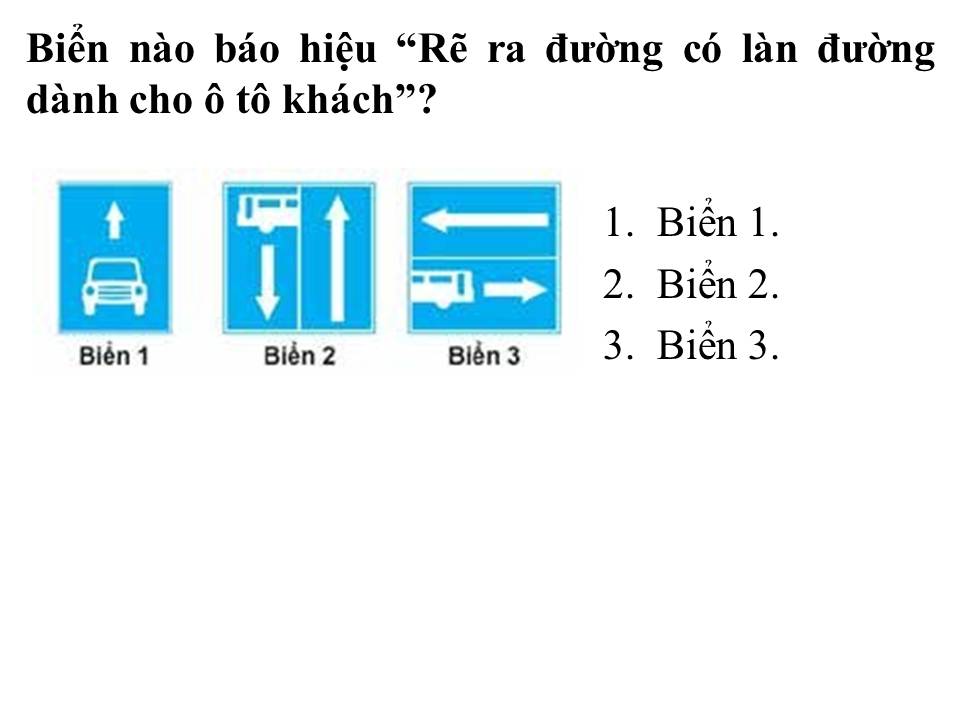 Biển nào báo hiệu “Rẽ ra đường có làn đường
dành cho ô tô khách”?
1. Biển 1.
2. Biển 2.
3. Biển 3.
Biển 1
Biển 2
Biển 3